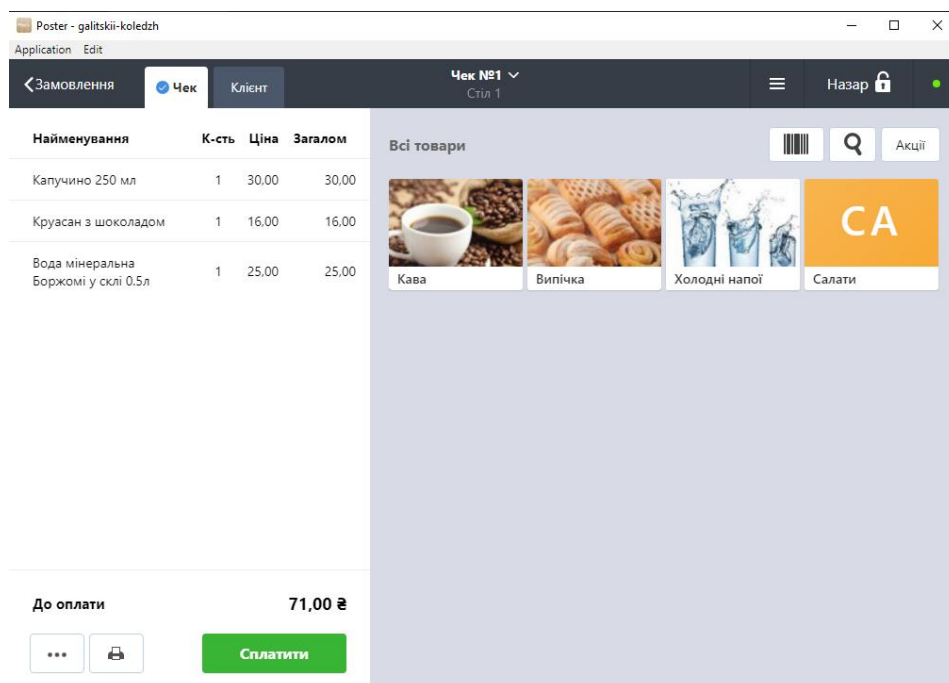 Poster - galitskii-koledzh
Application Edit
Замовлення Чек Клієнт Чек №1 Назар
Стіл 1
Найменування К-сть Ціна Загалом
Капучино 250 мл 1 30,00 30,00
Круасан з шоколадом 1 16,00 16,00
Вода мінеральна
Боржомі у склі 0.5л 1 25,00 25,00
До оплати 71,00 ₴
Сплатити
Всі товари Акції
СА
Кава Випічка Холодні напої Салати